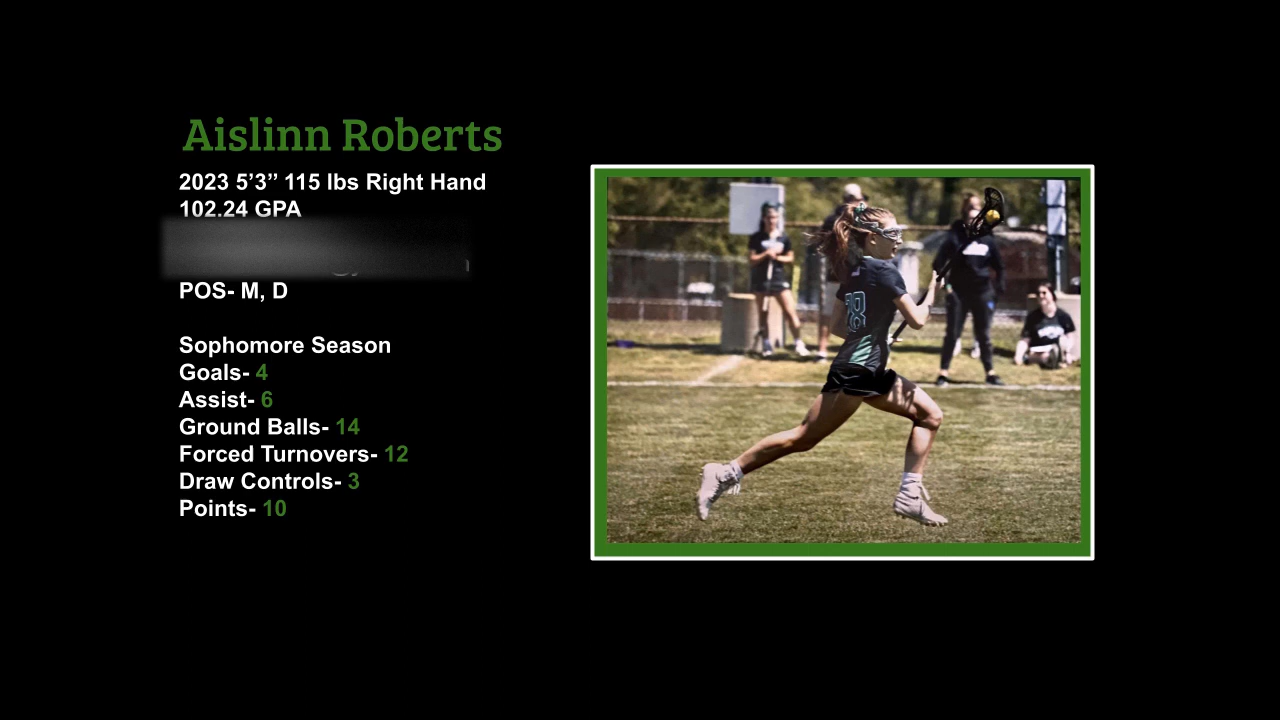 Aislinn Roberts
2023 5’3” 115 lbs Right Hand
102.24 GPA
POS- M, D
Sophomore Season
Goals- 4
Assist- 6
Ground Balls- 14
Forced Turnovers- 12
Draw Controls- 3
Points- 10
18